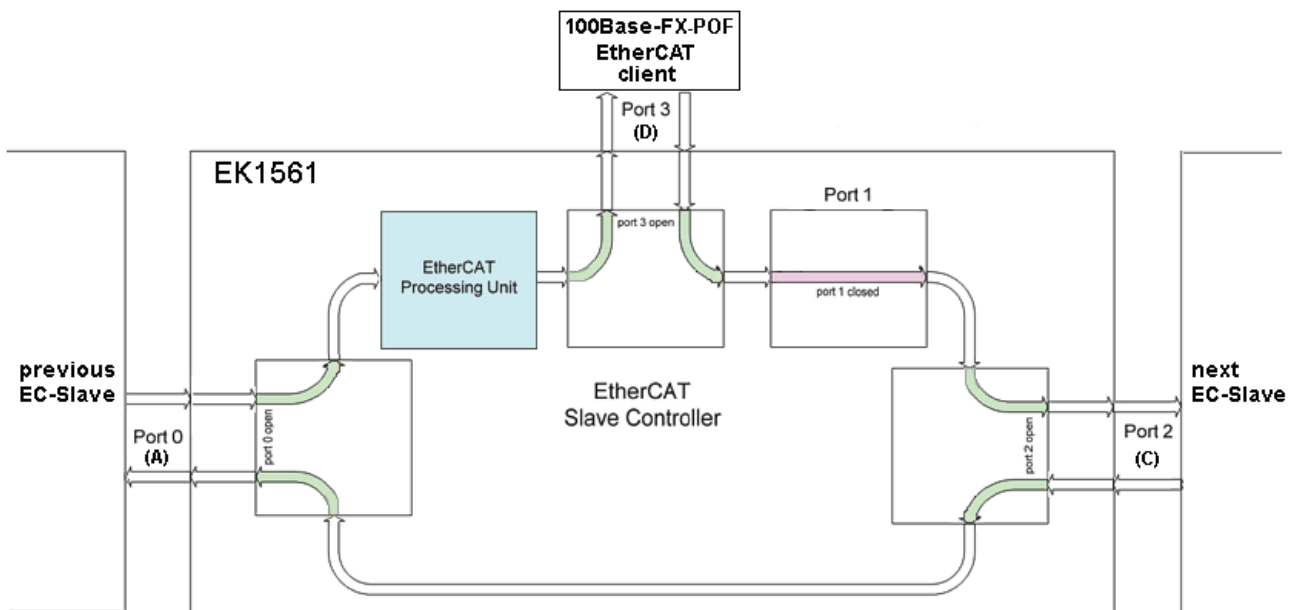 100Base-FX-POF
EtherCAT
client
Port 3
(D)
EK1561
Port 1
port 3 open
EtherCAT
Processing Unit
port 1 closed
previous
EC-Slave
EtherCAT
Slave Controller
next
EC-Slave
port 0 open
Port 0
(A)
port 2 open
Port 2
(C)